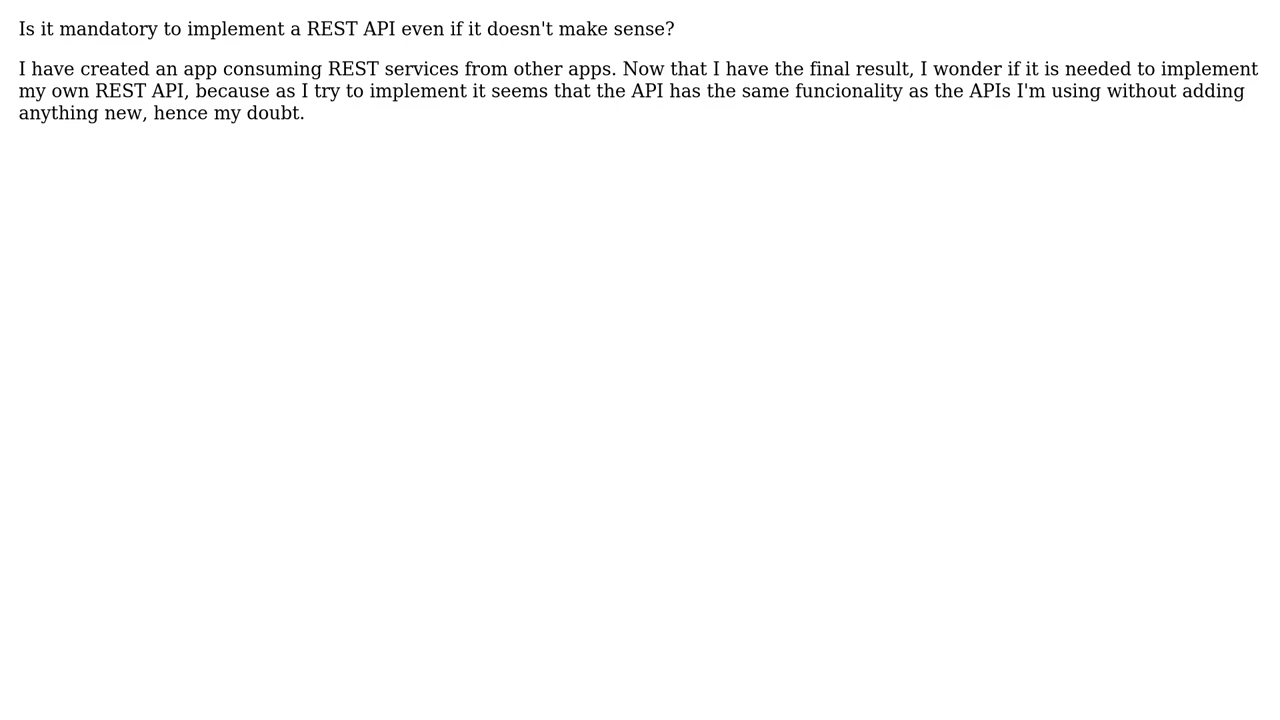 Is it mandatory to implement a REST API even if it doesn't make sense?
I have created an app consuming REST services from other apps. Now that I have the final result, I wonder if it is needed to implement
my own REST API, because as I try to implement it seems that the API has the same funcionality as the APIs I'm using without adding
anything new, hence my doubt.